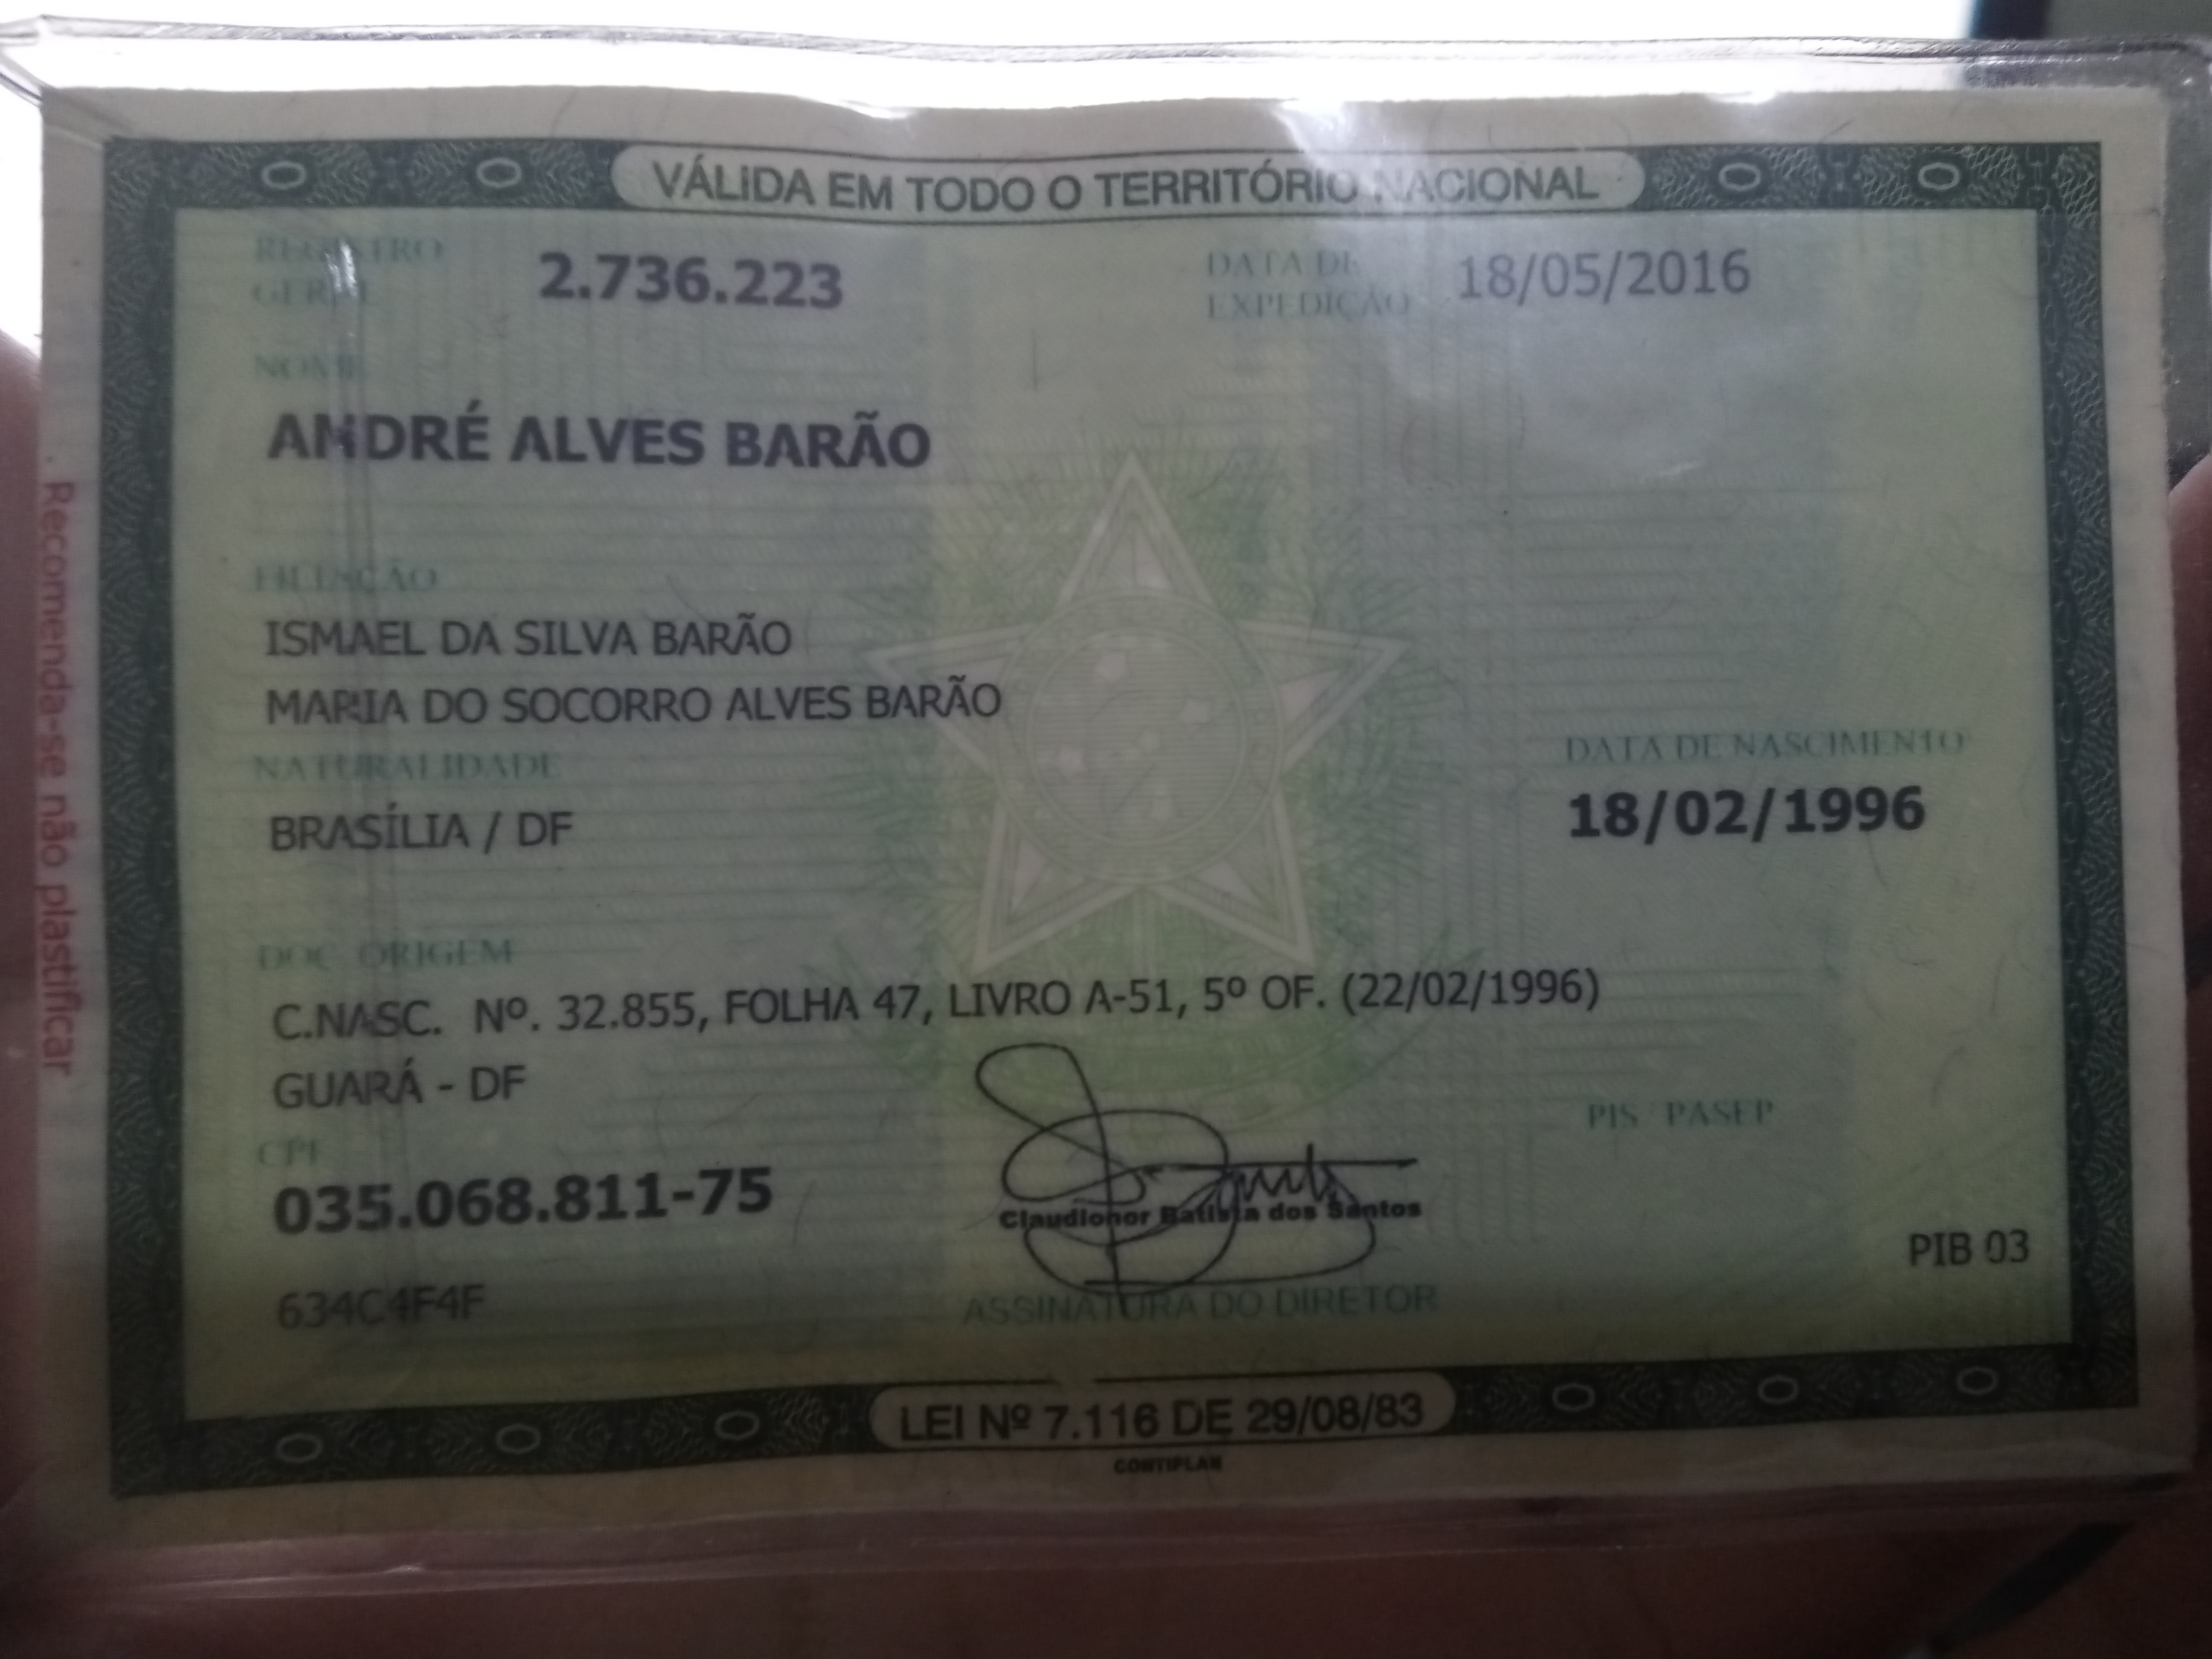 VÁLIDA EM TODO O TERRITÓRIO NACIONAL
REGISTRO GERAL 2.736.223 DATA DE EXPEDIÇÃO 18/05/2016
NOME
ANDRÉ ALVES BARÃO
FILIAÇÃO
ISMAEL DA SILVA BARÃO
MARIA DO SOCORRO ALVES BARÃO
NATURALIDADE DATA DE NASCIMENTO
BRASÍLIA / DF 18/02/1996
DOC ORIGEM
C.NASC. Nº. 32.855, FOLHA 47, LIVRO A-51, 5º OF. (22/02/1996)
GUARÁ - DF
CPF PIS / PASEP
035.068.811-75
Claudionor Batista dos Santos
PIB 03
634C4F4F
ASSINATURA DO DIRETOR
LEI Nº 7.116 DE 29/08/83
CONTIPLAN
Recomenda-se não plastificar